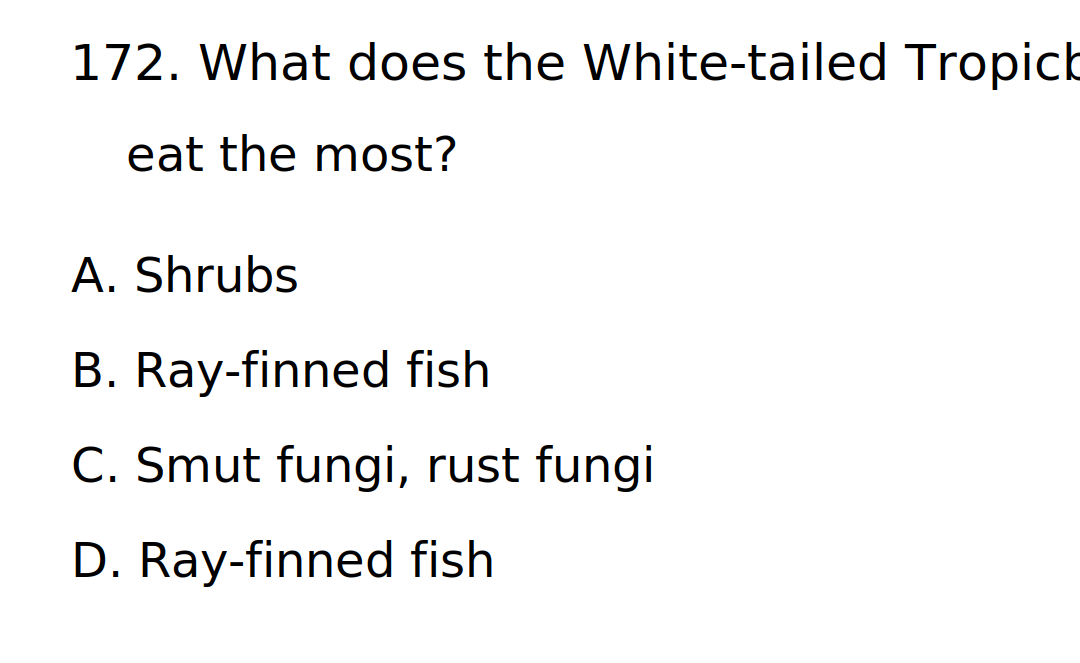 172. What does the White-tailed Tropicb
eat the most?
A. Shrubs
B. Ray-finned fish
C. Smut fungi, rust fungi
D. Ray-finned fish